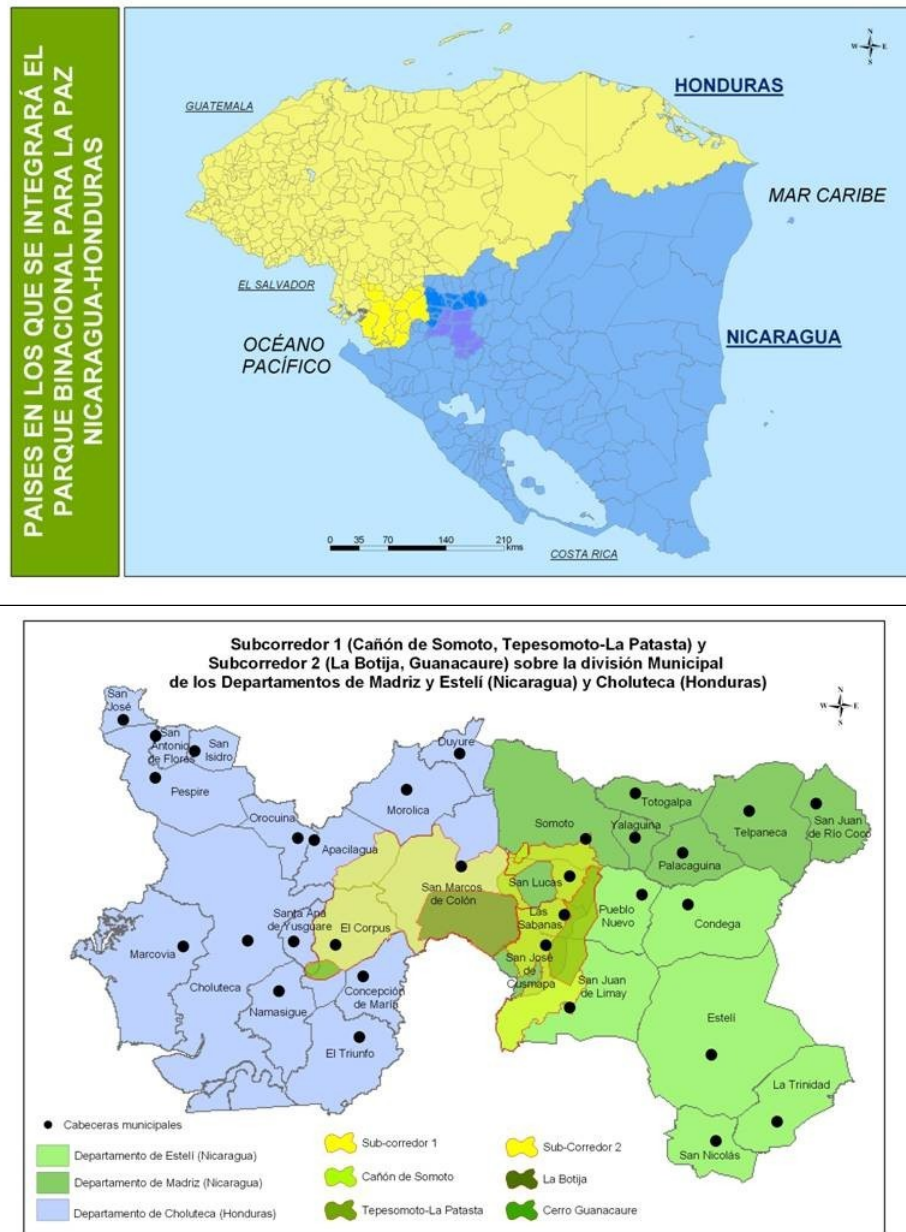 PAISES EN LOS QUE SE INTEGRARÁ EL
PARQUE BINACIONAL PARA LA PAZ
NICARAGUA-HONDURAS
N
W E
S
GUATEMALA
HONDURAS
MAR CARIBE
EL SALVADOR
OCÉANO
PACÍFICO
NICARAGUA
0 35 70 140 210
kms
COSTA RICA
Subcorredor 1 (Cañón de Somoto, Tepesomoto-La Patasta) y
Subcorredor 2 (La Botija, Guanacaure) sobre la división Municipal
de los Departamentos de Madriz y Estelí (Nicaragua) y Choluteca (Honduras)
N
W E
S
San
José
San
Antonio
de Flores
San
Isidro
Pespire
Duyure
Morolica
Orocuina
Apacilagua
Somoto
Totogalpa
Yalaguina
Palacaguina
Telpaneca
San Juan
de Río Coco
San Marcos
de Colón
San Lucas
Las
Sabanas
Pueblo
Nuevo
Condega
Santa Ana
de Yusguare
El Corpus
Marcovia
Choluteca
San José
de
Cusmapa
San Juan
de Limay
Namasigue
Concepción
de María
El Triunfo
Estelí
La Trinidad
San Nicolás
Cabeceras municipales
Departamento de Estelí (Nicaragua)
Departamento de Madriz (Nicaragua)
Departamento de Choluteca (Honduras)
Sub-corredor 1
Cañón de Somoto
Tepesomoto-La Patasta
Sub-Corredor 2
La Botija
Cerro Guanacaure